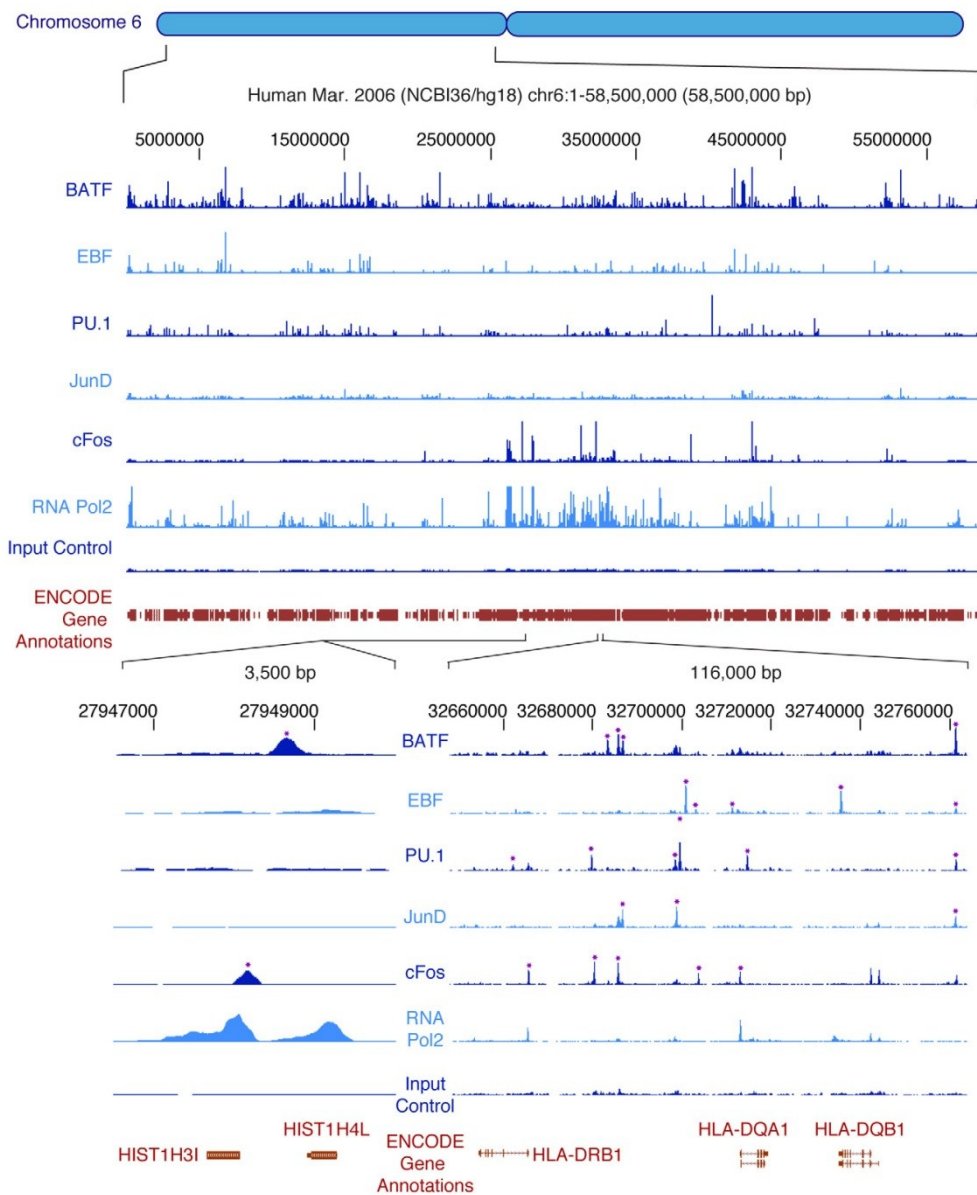 Chromosome 6
Human Mar. 2006 (NCBI36/hg18) chr6:1-58,500,000 (58,500,000 bp)
5000000 15000000 25000000 35000000 45000000 55000000
BATF
EBF
PU.1
JunD
cFos
RNA Pol2
Input Control
ENCODE
Gene
Annotations
3,500 bp 116,000 bp
27947000 27949000 32660000 32680000 32700000 32720000 32740000 32760000
BATF
EBF
PU.1
JunD
cFos
RNA
Pol2
Input
Control
HIST1H3I HIST1H4L ENCODE
Gene
Annotations
HLA-DRB1 HLA-DQA1 HLA-DQB1